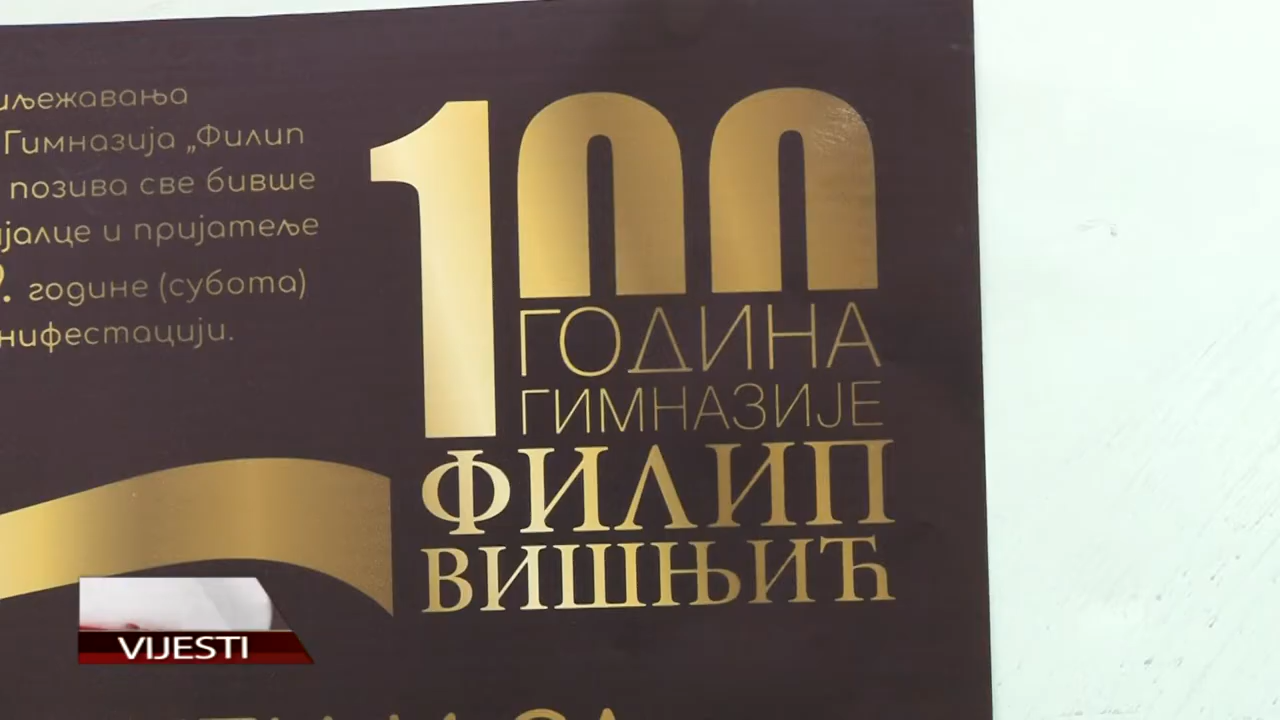 иљежавања
Гимназија „Филип
позива све бивше
јалце и пријатеље
године (субота)
нифестацији.
100
ГОДИНА
ГИМНАЗИЈЕ
ФИЛИП
ВИШЊИЋ
VIJESTI